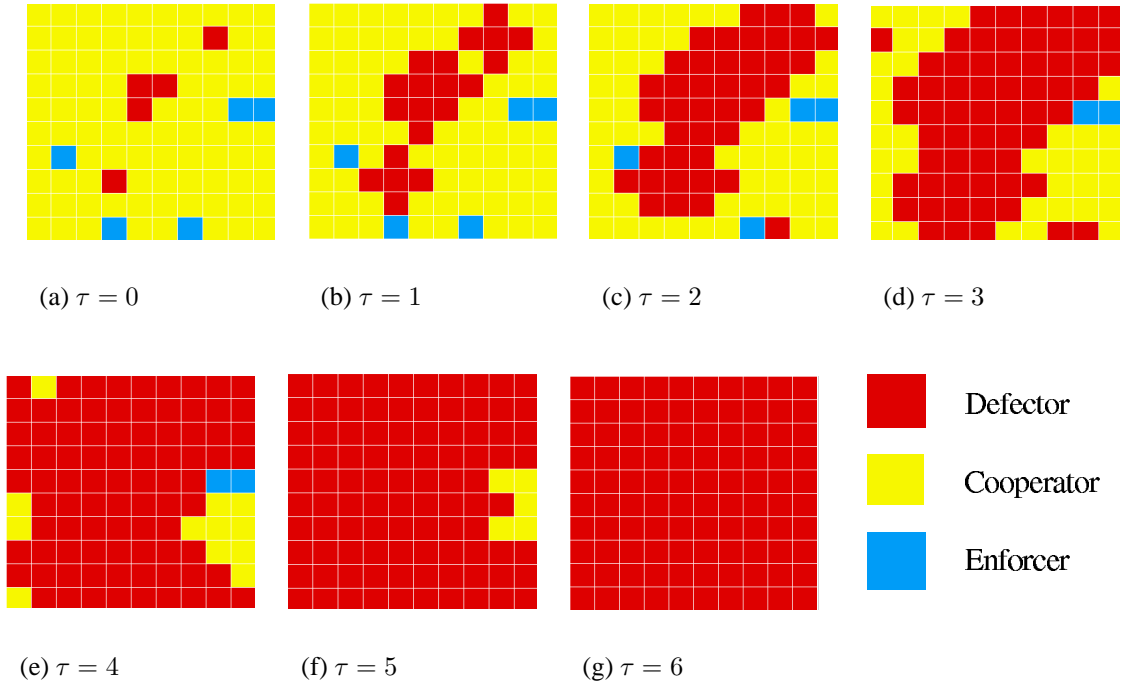 (a) τ = 0
(b) τ = 1
(c) τ = 2
(d) τ = 3
Defector
Cooperator
Enforcer
(e) τ = 4
(f) τ = 5
(g) τ = 6